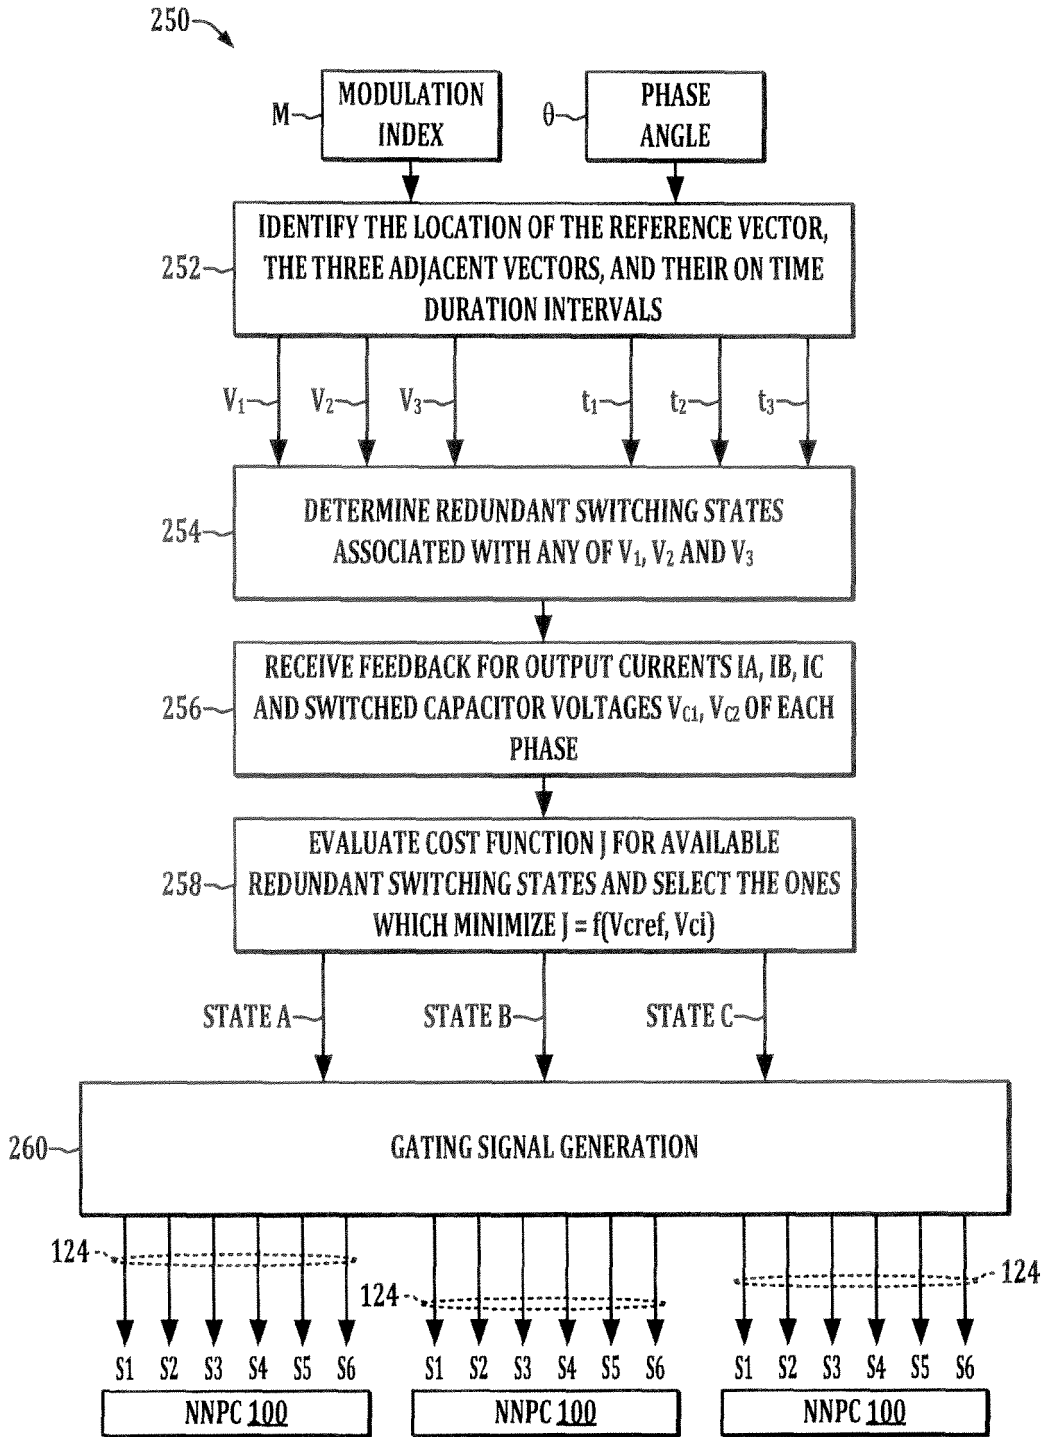 250
MODULATION
INDEX
M
PHASE
ANGLE
θ
IDENTIFY THE LOCATION OF THE REFERENCE VECTOR,
THE THREE ADJACENT VECTORS, AND THEIR ON TIME
DURATION INTERVALS
252
V1 V2 V3 t1 t2 t3
DETERMINE REDUNDANT SWITCHING STATES
ASSOCIATED WITH ANY OF V1, V2 AND V3
254
RECEIVE FEEDBACK FOR OUTPUT CURRENTS IA, IB, IC
AND SWITCHED CAPACITOR VOLTAGES VC1, VC2 OF EACH
PHASE
256
EVALUATE COST FUNCTION J FOR AVAILABLE
REDUNDANT SWITCHING STATES AND SELECT THE ONES
WHICH MINIMIZE J = f(Vcref, Vci)
258
STATE A STATE B STATE C
GATING SIGNAL GENERATION
260
124
124
124
S1 S2 S3 S4 S5 S6 S1 S2 S3 S4 S5 S6 S1 S2 S3 S4 S5 S6
NNPC 100 NNPC 100 NNPC 100